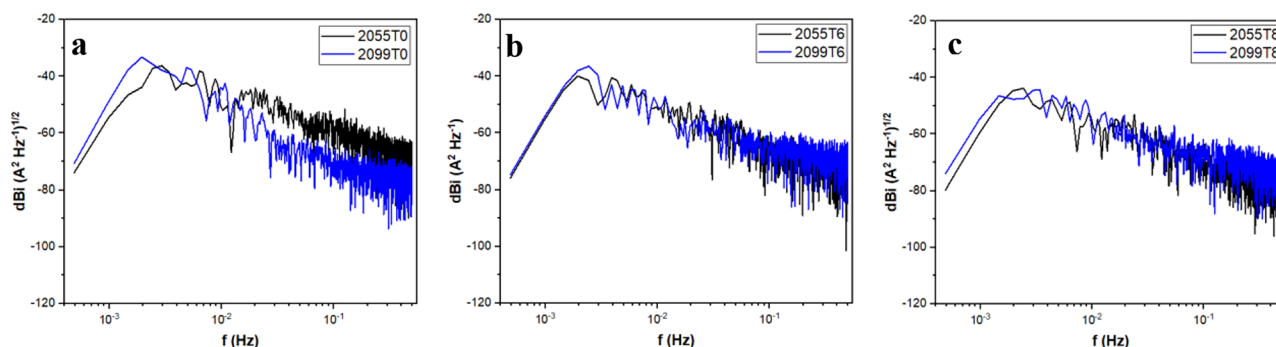 a
2055T0
2099T0
dBi (A² Hz⁻¹)¹/²
-20
-40
-60
-80
-100
-120
10⁻³
10⁻²
10⁻¹
f (Hz)
b
2055T6
2099T6
dBi (A² Hz⁻¹)
-20
-40
-60
-80
-100
-120
10⁻³
10⁻²
10⁻¹
f (Hz)
c
2055T8
2099T8
dBi (A² Hz⁻¹)¹/²
-20
-40
-60
-80
-100
-120
10⁻³
10⁻²
10⁻¹
f (Hz)